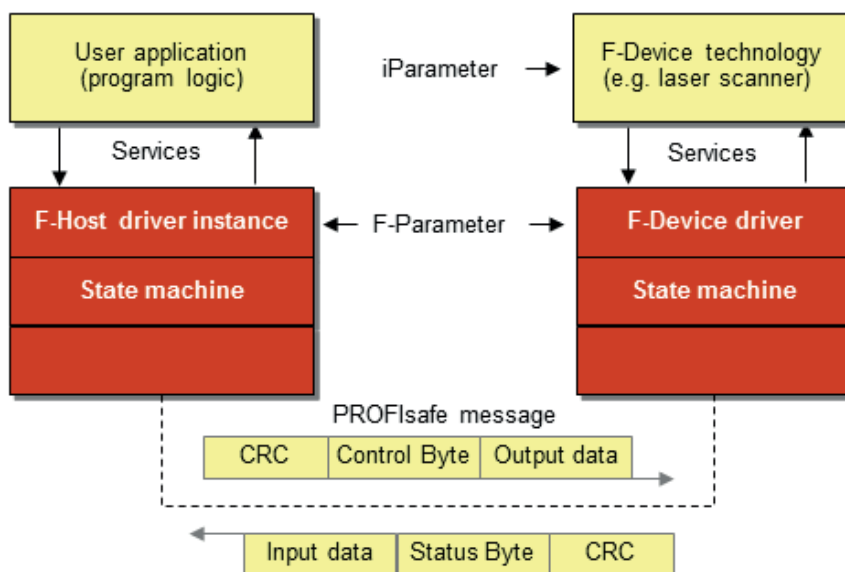 User application
(program logic)
iParameter
F-Device technology
(e.g. laser scanner)
Services
Services
F-Host driver instance
F-Parameter
F-Device driver
State machine
State machine
PROFIsafe message
CRC
Control Byte
Output data
Input data
Status Byte
CRC